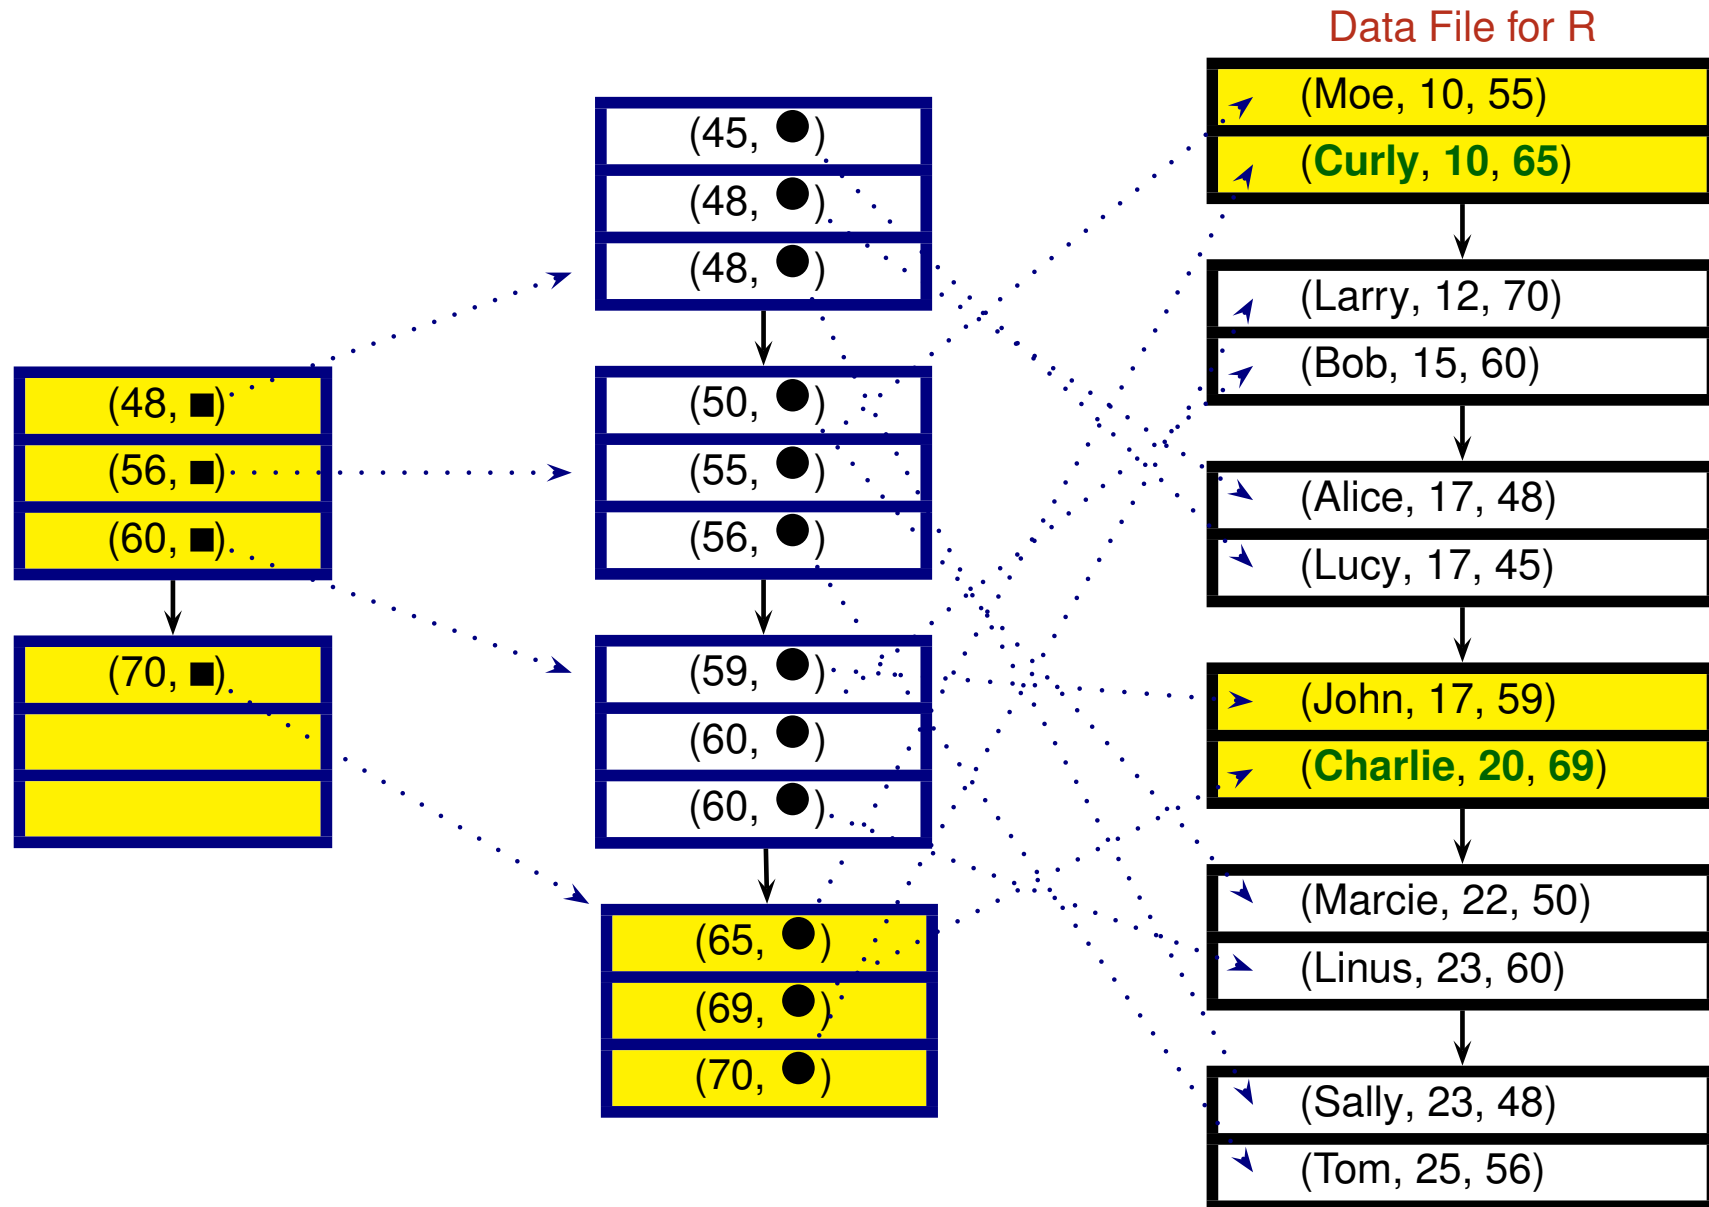 Data File for R
(48, ■)
(56, ■)
(60, ■)
(70, ■)
(45, ●)
(48, ●)
(48, ●)
(50, ●)
(55, ●)
(56, ●)
(59, ●)
(60, ●)
(60, ●)
(65, ●)
(69, ●)
(70, ●)
(Moe, 10, 55)
(Curly, 10, 65)
(Larry, 12, 70)
(Bob, 15, 60)
(Alice, 17, 48)
(Lucy, 17, 45)
(John, 17, 59)
(Charlie, 20, 69)
(Marcie, 22, 50)
(Linus, 23, 60)
(Sally, 23, 48)
(Tom, 25, 56)